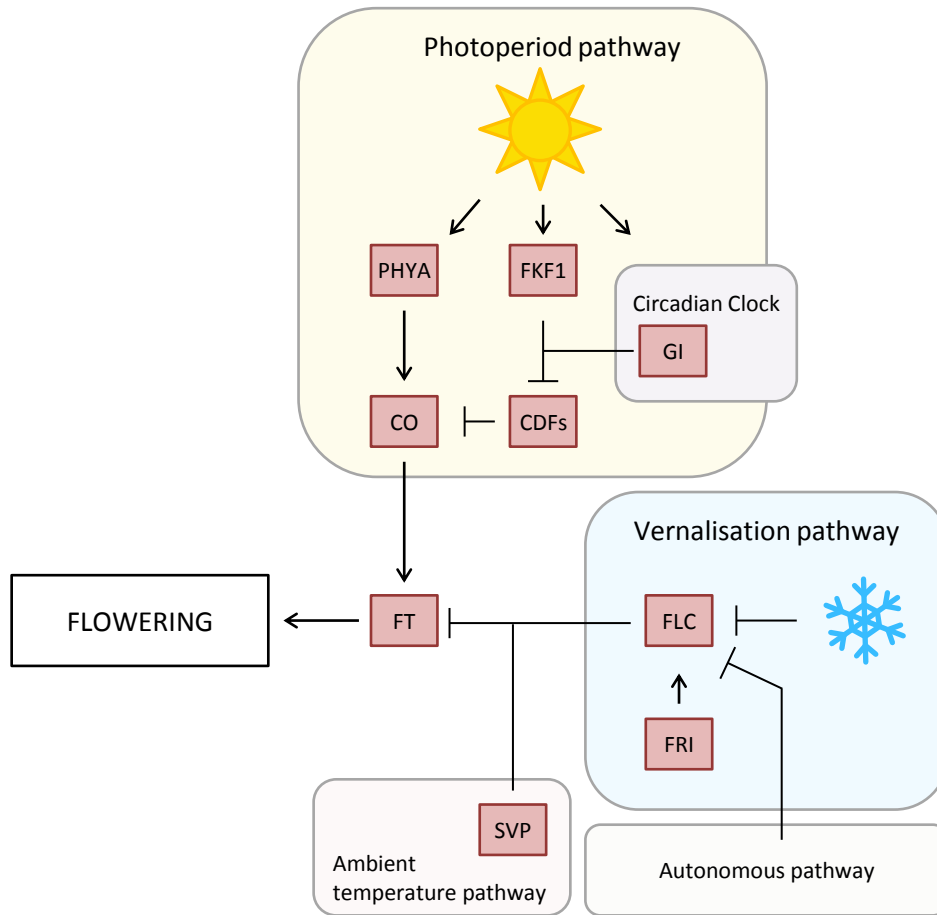 Photoperiod pathway
PHYA
FKF1
Circadian Clock
GI
CO
CDFs
Vernalisation pathway
FLOWERING
FT
FLC
FRI
SVP
Ambient
temperature pathway
Autonomous pathway